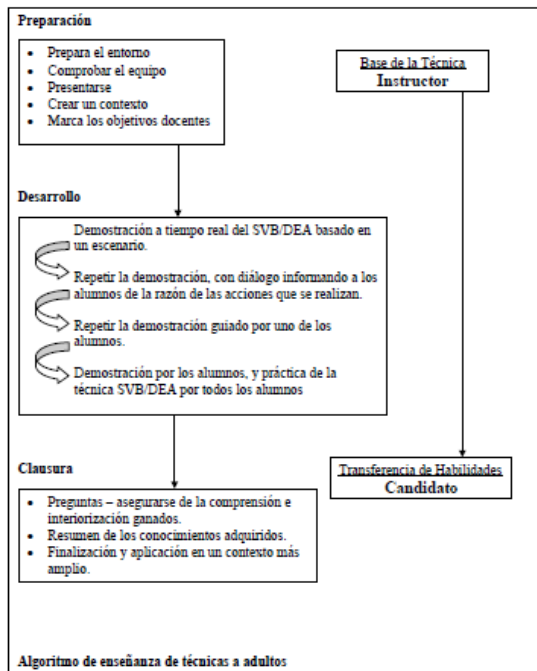 Preparación
• Prepara el entorno
• Comprobar el equipo
• Presentarse
• Crear un contexto
• Marca los objetivos docentes
Base de la Técnica
Instructor
Desarrollo
Demostración a tiempo real del SVB/DEA basado en
un escenario.
Repetir la demostración, con diálogo informando a los
alumnos de la razón de las acciones que se realizan.
Repetir la demostración guiado por uno de los
alumnos.
Demostración por los alumnos, y práctica de la
técnica SVB/DEA por todos los alumnos
Clausura
• Preguntas – asegurarse de la comprensión e
interiorización ganados.
• Resumen de los conocimientos adquiridos.
• Finalización y aplicación en un contexto más
amplio.
Transferencia de Habilidades
Candidato
Algoritmo de enseñanza de técnicas a adultos